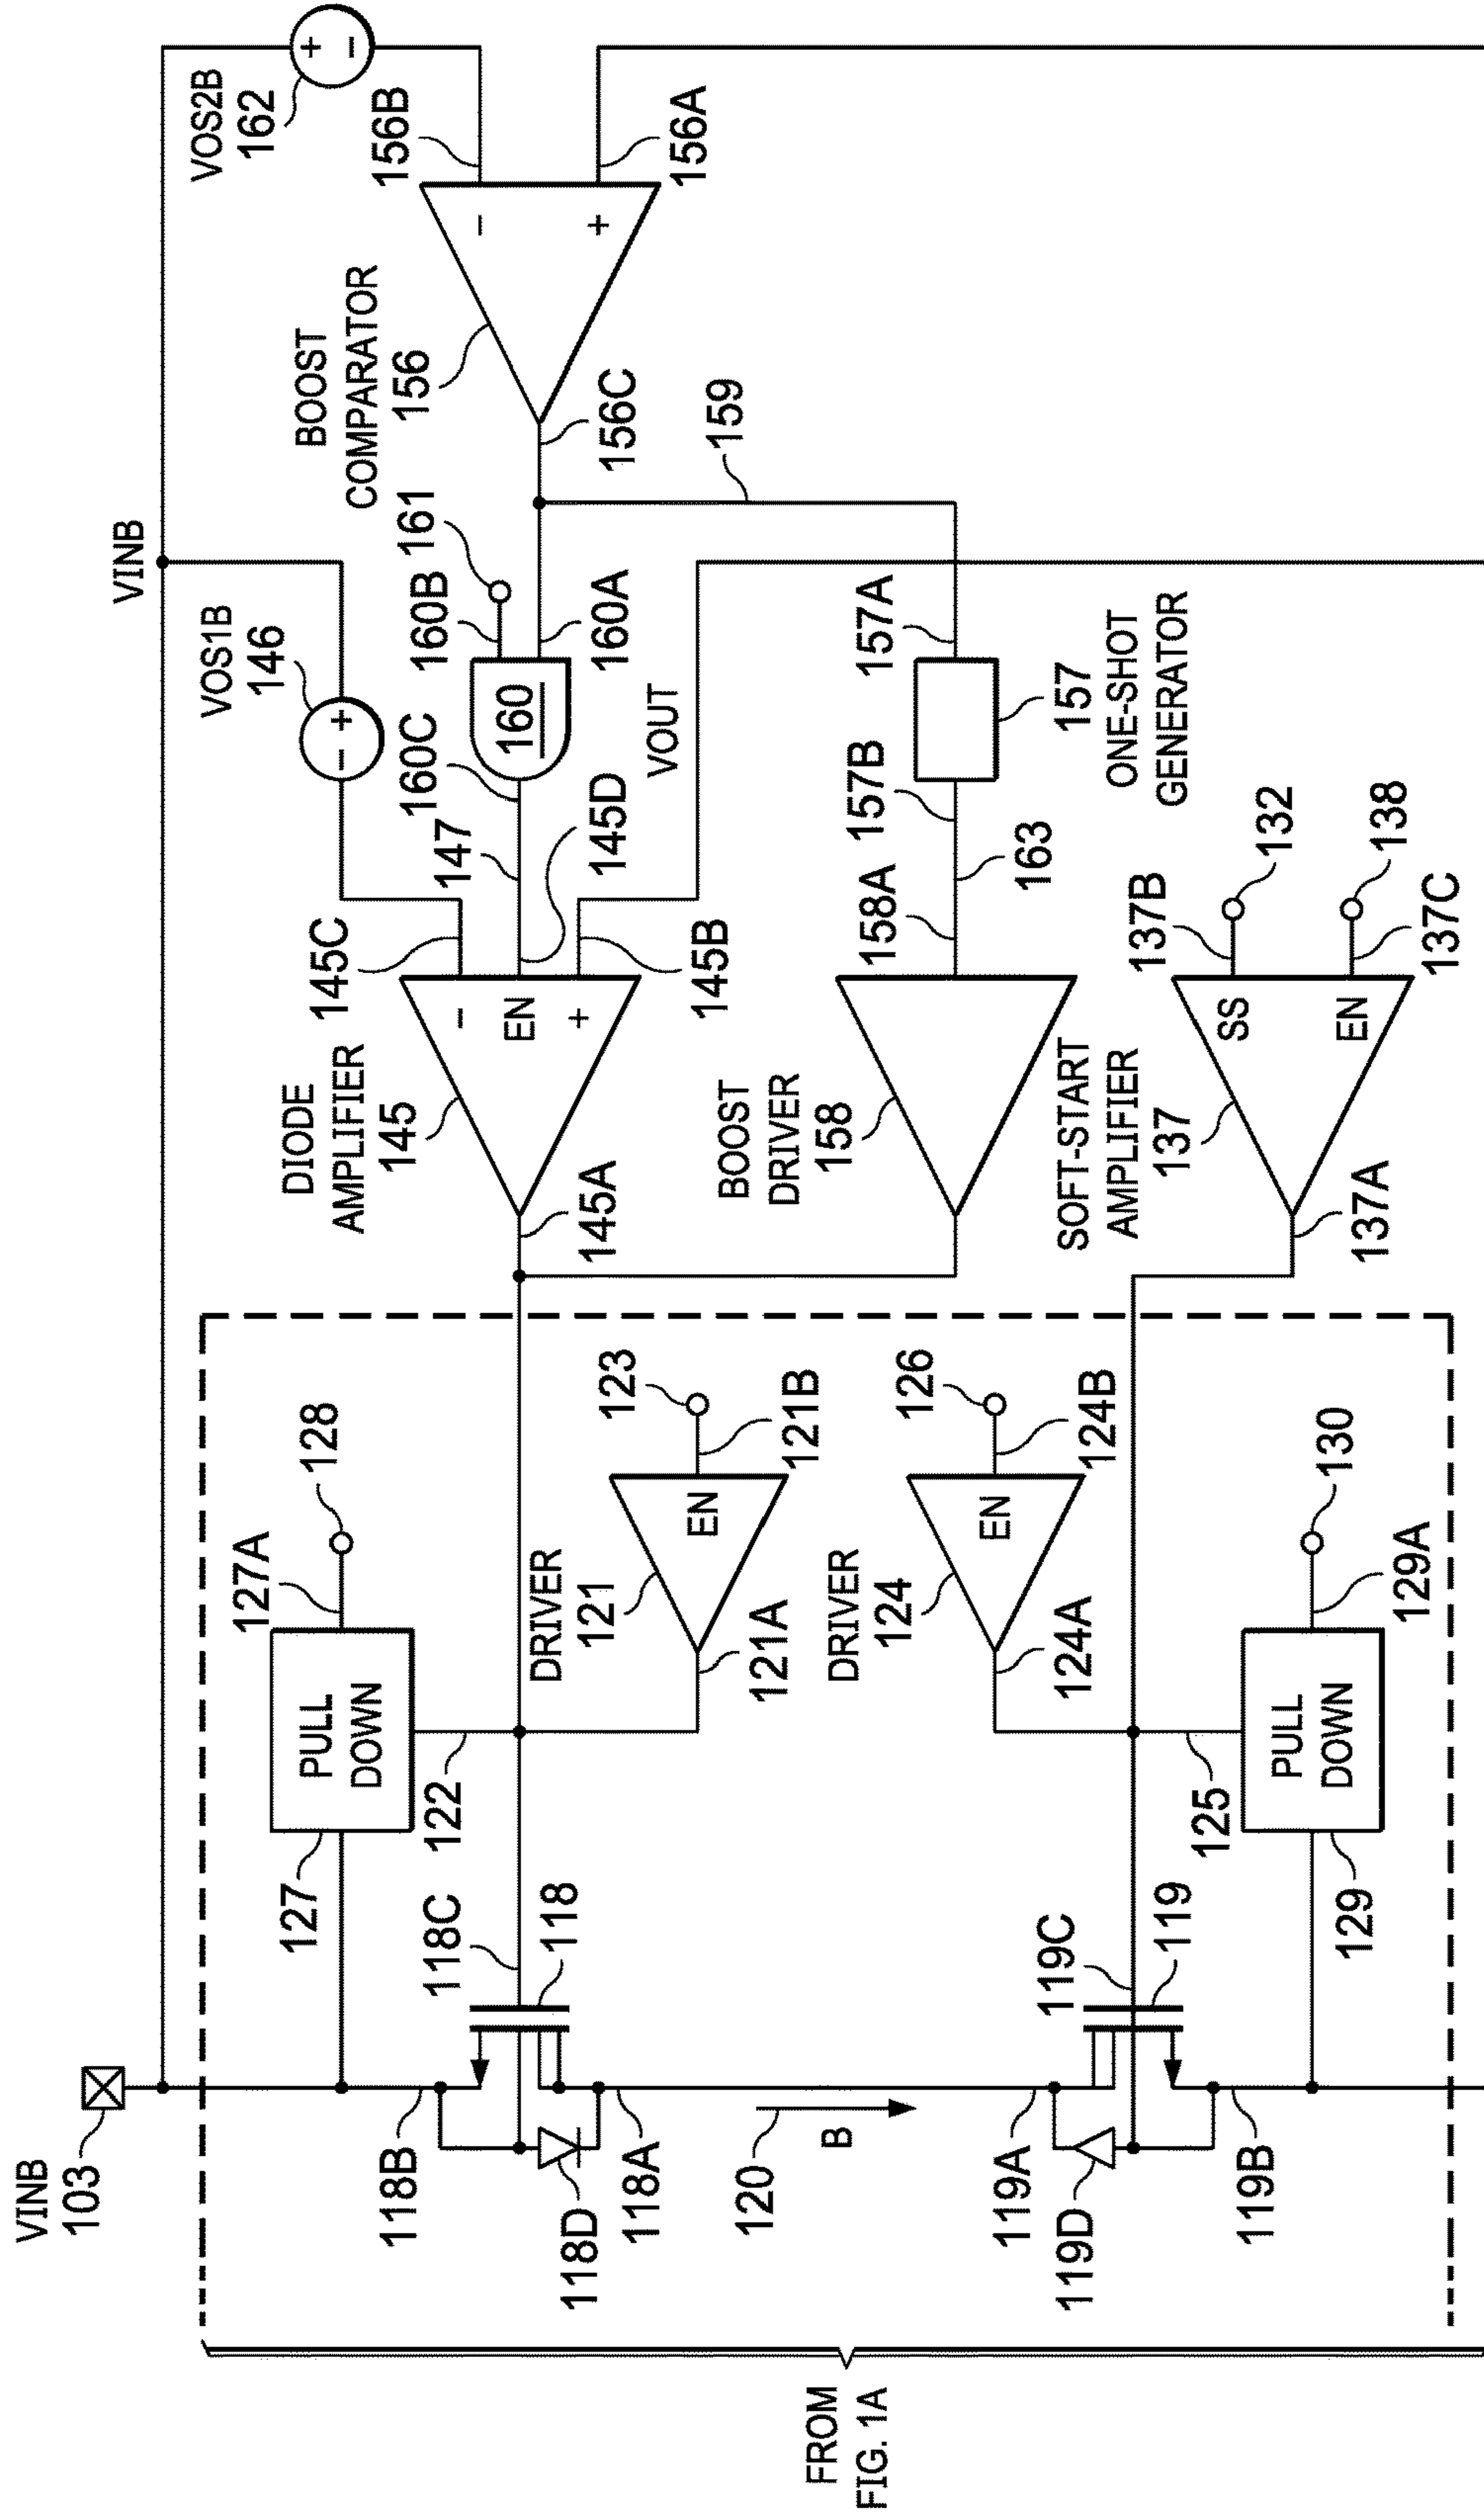 VINB
103
VINB
VOS2B
162
156B
156A
BOOST
COMPARATOR
156
156C
159
161
160B
160A
160
160C
VOS1B
146
147
145D
VOUT
157A
157B
157
ONE-SHOT
GENERATOR
163
158A
145C
145B
DIODE
AMPLIFIER
145
145A
EN
BOOST
DRIVER
158
SOFT-START
AMPLIFIER
137
137A
137B
137C
132
138
SS
EN
128
127A
PULL
DOWN
127
122
DRIVER
121
121A
121B
123
EN
DRIVER
124
124A
124B
126
EN
130
129A
PULL
DOWN
129
125
118C
118
118B
118D
118A
120
B
119C
119
119A
119D
119B
FROM
FIG. 1A
+
−
−
+
+
−
−
+